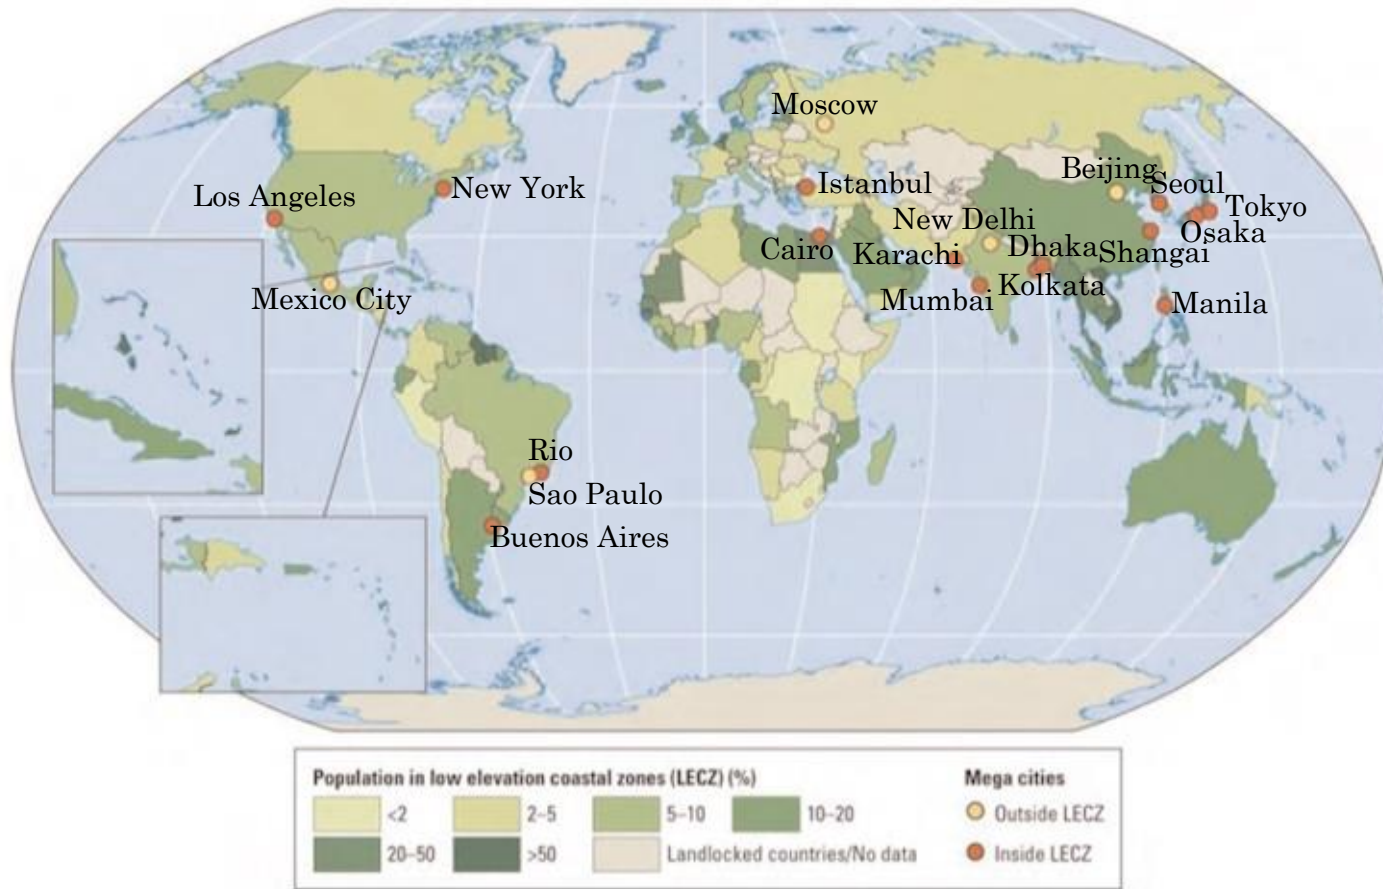 Moscow
Los Angeles
New York
Istanbul
Beijing
Seoul
Tokyo
Osaka
New Delhi
Cairo
Karachi
Dhaka
Shangai
Mexico City
Mumbai
Kolkata
Manila
Rio
Sao Paulo
Buenos Aires
Population in low elevation coastal zones (LECZ) (%)
<2
2–5
5–10
10–20
20–50
>50
Landlocked countries/No data
Mega cities
Outside LECZ
Inside LECZ